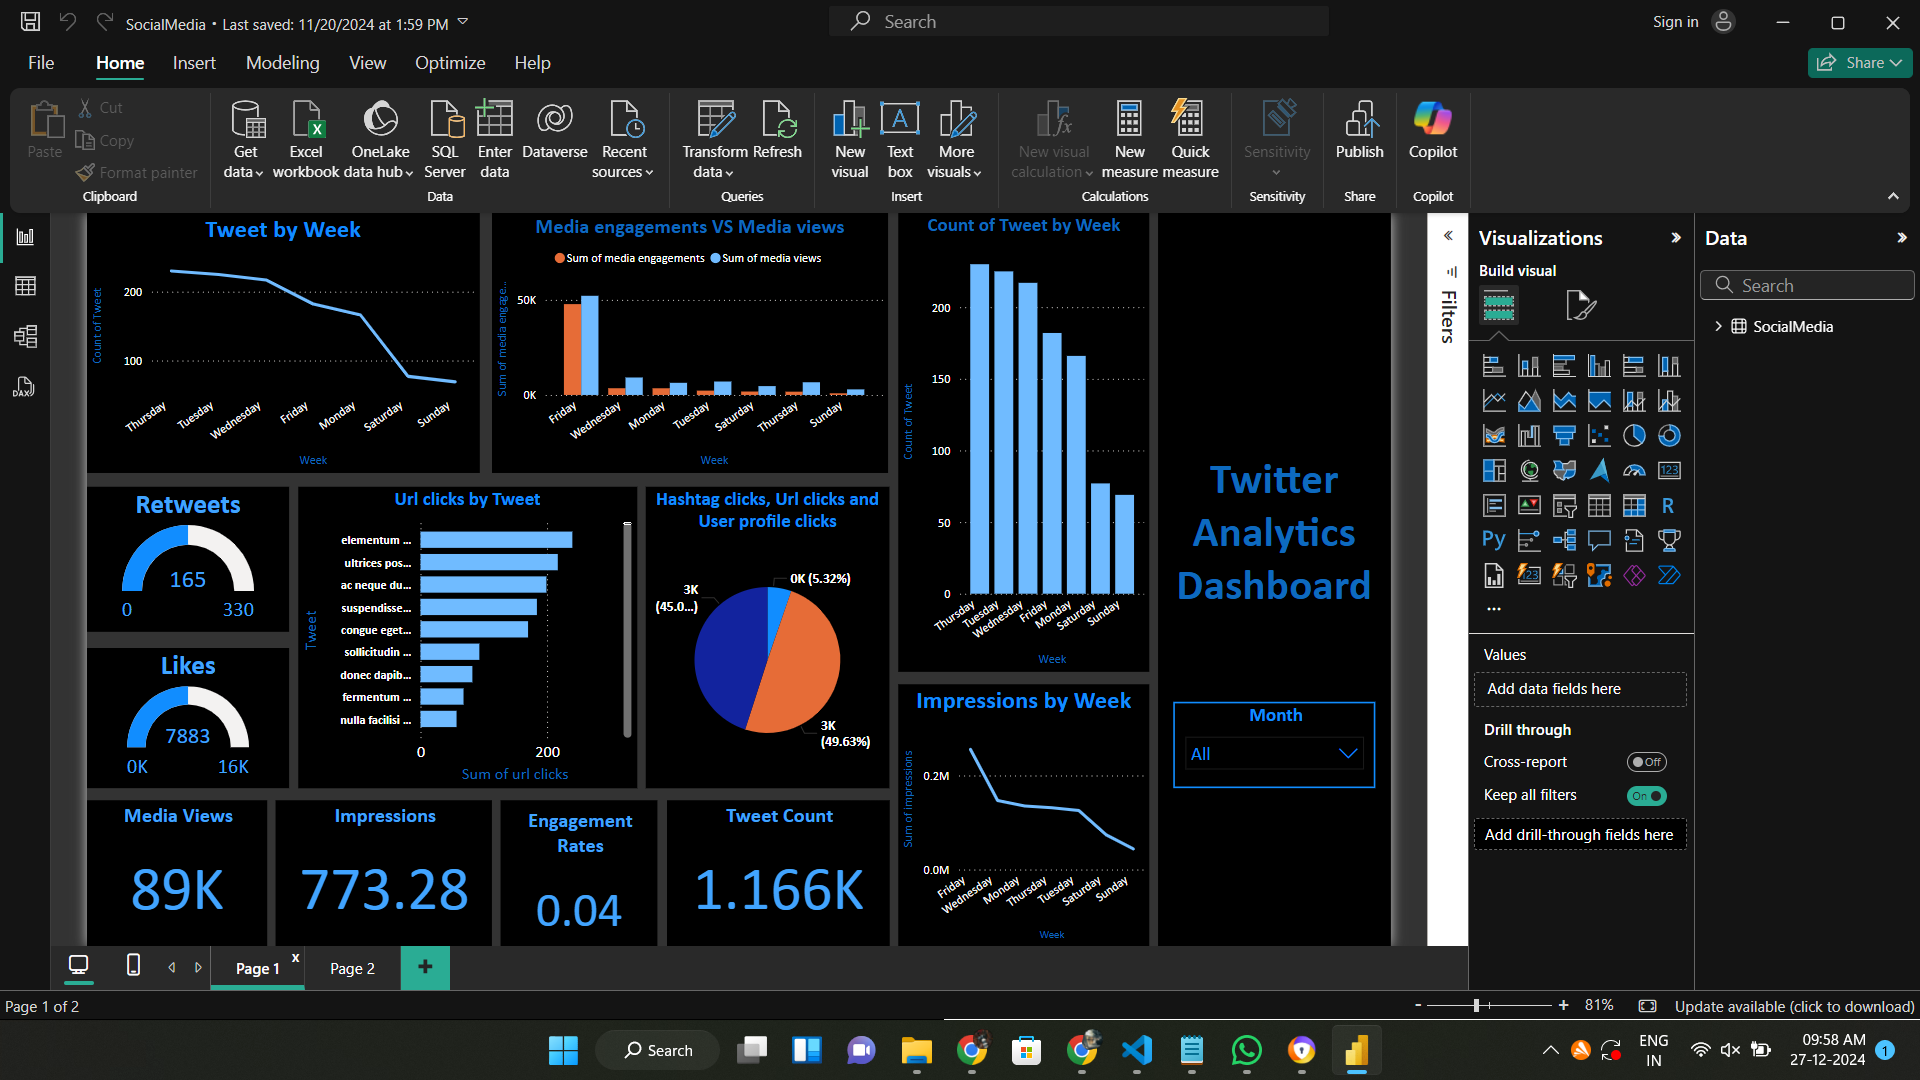 SocialMedia • Last saved: 11/20/2024 at 1:59 PM
Search
Sign in
File
Home
Insert
Modeling
View
Optimize
Help
Share
Paste
Cut
Copy
Format painter
Clipboard
Get
data
Excel
workbook
OneLake
data hub
SQL
Server
Enter
data
Dataverse
Recent
sources
Data
Transform
data
Refresh
Queries
New
visual
Text
box
More
visuals
Insert
New visual
calculation
New
measure
Quick
measure
Calculations
Sensitivity
Sensitivity
Publish
Share
Copilot
Copilot
DAX
Tweet by Week
Count of Tweet
200
100
Thursday
Tuesday
Wednesday
Friday
Monday
Saturday
Sunday
Week
Media engagements VS Media views
Sum of media engagements
Sum of media views
Sum of media engage...
50K
0K
Friday
Wednesday
Monday
Tuesday
Saturday
Thursday
Sunday
Week
Count of Tweet by Week
Count of Tweet
200
150
100
50
0
Thursday
Tuesday
Wednesday
Friday
Monday
Saturday
Sunday
Week
Twitter
Analytics
Dashboard
Retweets
165
0
330
Likes
7883
0K
16K
Url clicks by Tweet
Tweet
elementum ...
ultrices pos...
ac neque du...
suspendisse...
congue eget...
sollicitudin ...
donec dapib...
fermentum ...
nulla facilisi ...
0
200
Sum of url clicks
Hashtag clicks, Url clicks and
User profile clicks
0K (5.32%)
3K
(45.0...)
3K
(49.63%)
Impressions by Week
Sum of impressions
0.2M
0.0M
Friday
Wednesday
Monday
Thursday
Tuesday
Saturday
Sunday
Week
Month
All
Media Views
89K
Impressions
773.28
Engagement
Rates
0.04
Tweet Count
1.166K
Filters
Visualizations
Build visual
123
R
Py
123
...
Values
Add data fields here
Drill through
Cross-report
Off
Keep all filters
On
Add drill-through fields here
Data
Search
SocialMedia
Page 1
x
Page 2
+
Page 1 of 2
-
+
81%
Update available (click to download)
Search
ENG
IN
09:58 AM
27-12-2024
1